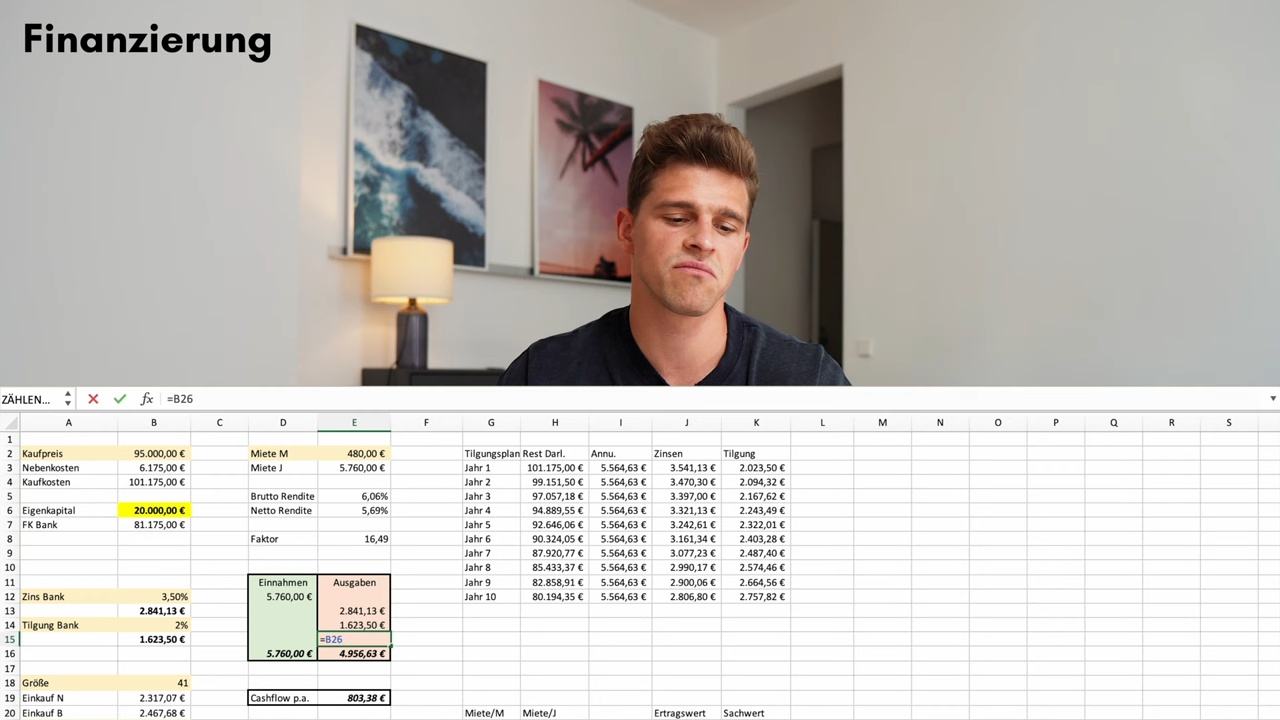 Finanzierung
ZÄHLEN... fx =B26
A B C D E F G H I J K L M N O P Q R S
1
2 Kaufpreis 95.000,00 € Miete M 480,00 € Tilgungsplan Rest Darl. Annu. Zinsen Tilgung
3 Nebenkosten 6.175,00 € Miete J 5.760,00 € Jahr 1 101.175,00 € 5.564,63 € 3.541,13 € 2.023,50 €
4 Kaufkosten 101.175,00 € Jahr 2 99.151,50 € 5.564,63 € 3.470,30 € 2.094,32 €
5 Brutto Rendite 6,06% Jahr 3 97.057,18 € 5.564,63 € 3.397,00 € 2.167,62 €
6 Eigenkapital 20.000,00 € Netto Rendite 5,69% Jahr 4 94.889,55 € 5.564,63 € 3.321,13 € 2.243,49 €
7 FK Bank 81.175,00 € Jahr 5 92.646,06 € 5.564,63 € 3.242,61 € 2.322,01 €
8 Faktor 16,49 Jahr 6 90.324,05 € 5.564,63 € 3.161,34 € 2.403,28 €
9 Jahr 7 87.920,77 € 5.564,63 € 3.077,23 € 2.487,40 €
10 Jahr 8 85.433,37 € 5.564,63 € 2.990,17 € 2.574,46 €
11 Einnahmen Ausgaben Jahr 9 82.858,91 € 5.564,63 € 2.900,06 € 2.664,56 €
12 Zins Bank 3,50% 5.760,00 € Jahr 10 80.194,35 € 5.564,63 € 2.806,80 € 2.757,82 €
13 2.841,13 € 2.841,13 €
14 Tilgung Bank 2% 1.623,50 €
15 1.623,50 € =B26
16 5.760,00 € 4.956,63 €
17
18 Größe 41
19 Einkauf N 2.317,07 € Cashflow p.a. 803,38 €
20 Einkauf B 2.467,68 € Miete/M Miete/J Ertragswert Sachwert